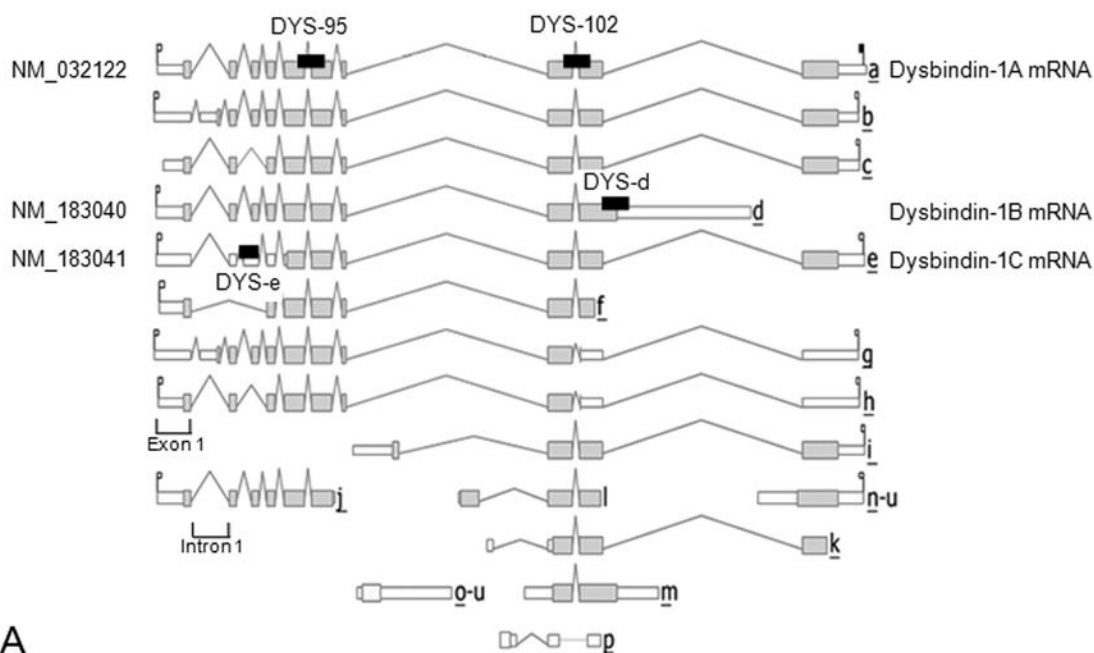 DYS-95 DYS-102
NM_032122 a Dysbindin-1A mRNA
b
c
DYS-d
NM_183040 d Dysbindin-1B mRNA
NM_183041 e Dysbindin-1C mRNA
DYS-e
f
g
h
Exon 1
i
j l n-u
Intron 1
k
o-u m
p
A